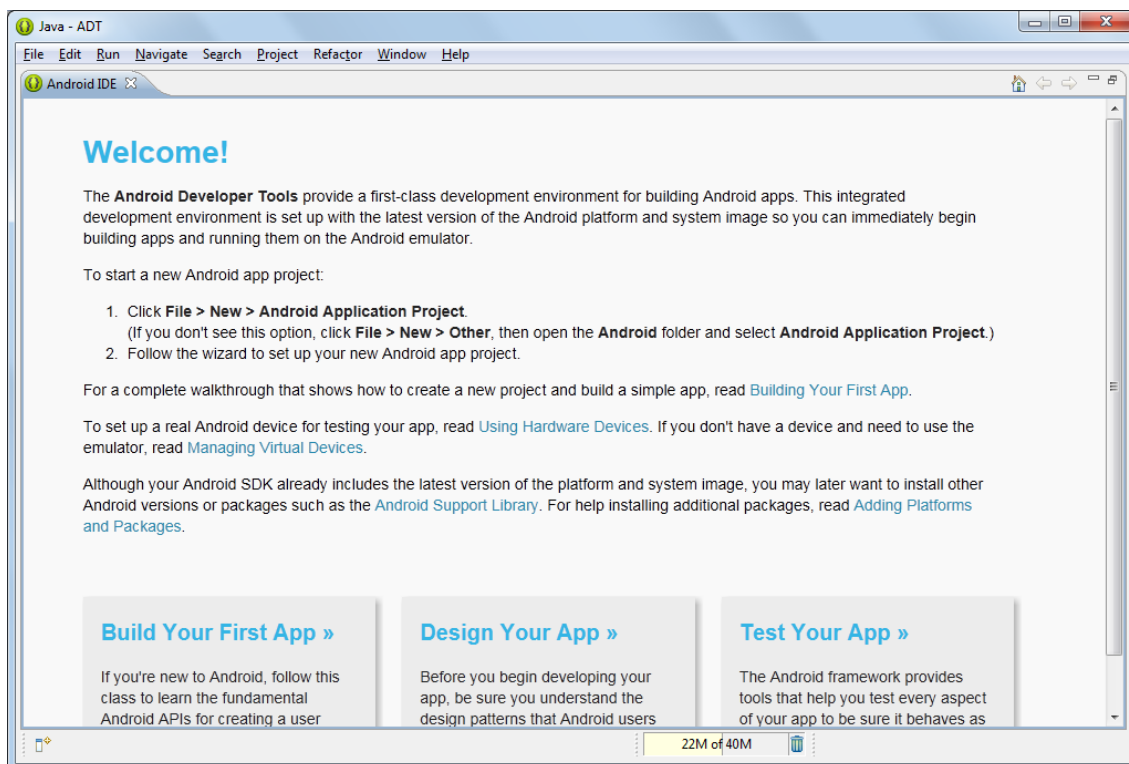 Java - ADT
File Edit Run Navigate Search Project Refactor Window Help
Android IDE
Welcome!
The Android Developer Tools provide a first-class development environment for building Android apps. This integrated
development environment is set up with the latest version of the Android platform and system image so you can immediately begin
building apps and running them on the Android emulator.
To start a new Android app project:
1. Click File > New > Android Application Project.
(If you don't see this option, click File > New > Other, then open the Android folder and select Android Application Project.)
2. Follow the wizard to set up your new Android app project.
For a complete walkthrough that shows how to create a new project and build a simple app, read Building Your First App.
To set up a real Android device for testing your app, read Using Hardware Devices. If you don't have a device and need to use the
emulator, read Managing Virtual Devices.
Although your Android SDK already includes the latest version of the platform and system image, you may later want to install other
Android versions or packages such as the Android Support Library. For help installing additional packages, read Adding Platforms
and Packages.
Build Your First App »
If you're new to Android, follow this
class to learn the fundamental
Android APIs for creating a user
Design Your App »
Before you begin developing your
app, be sure you understand the
design patterns that Android users
Test Your App »
The Android framework provides
tools that help you test every aspect
of your app to be sure it behaves as
22M of 40M